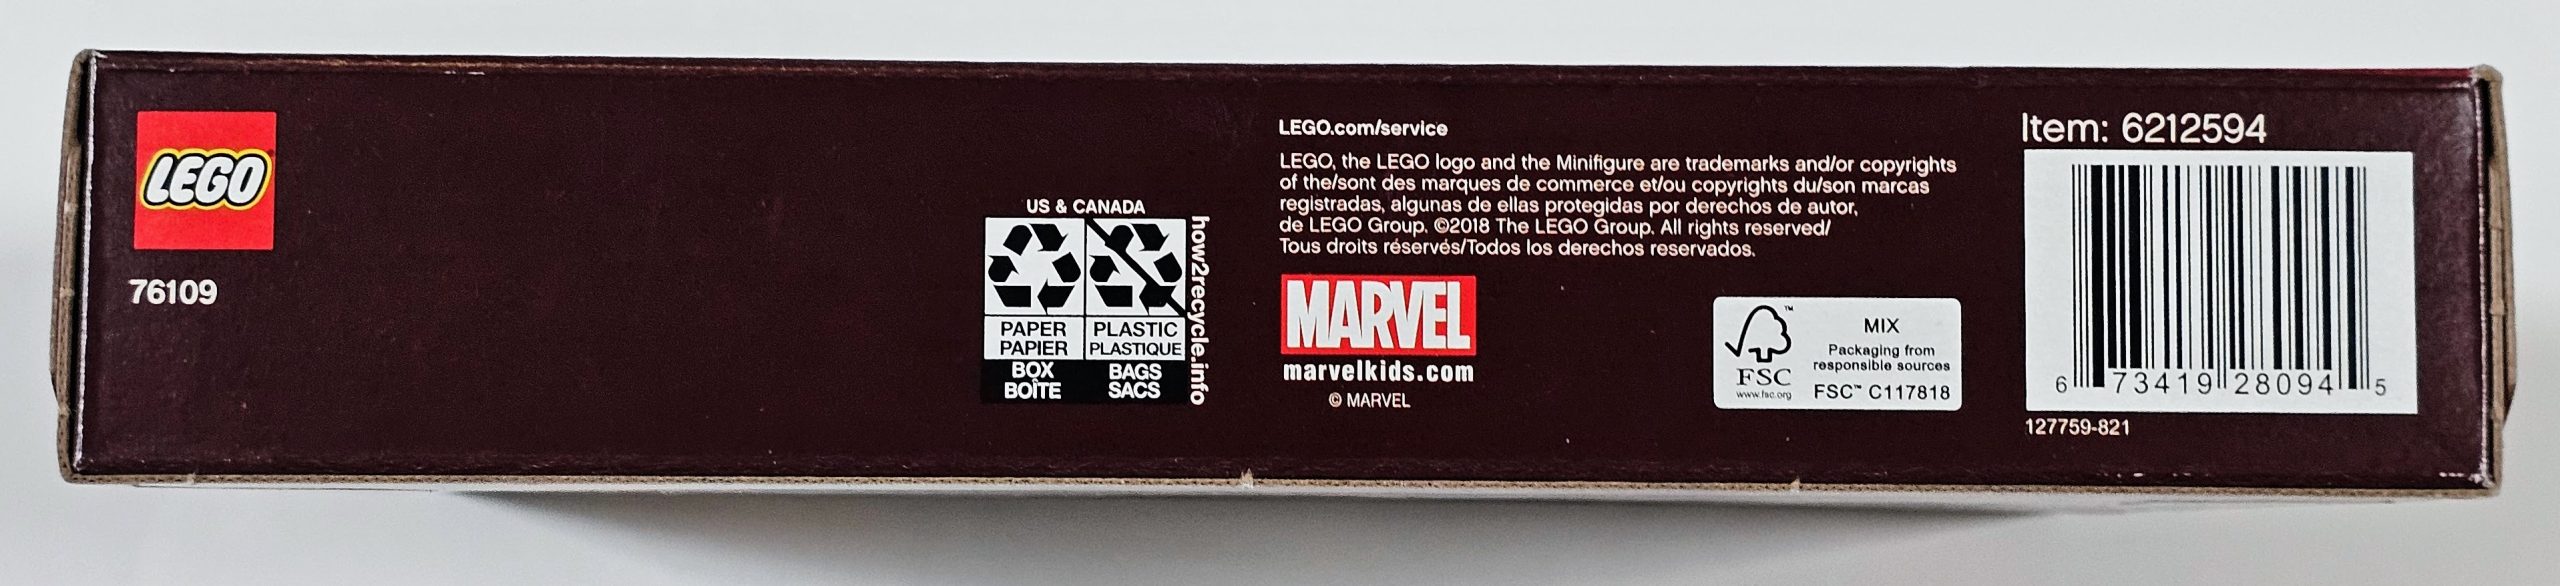 LEGO
76109
US & CANADA
PAPER
PAPIER
BOX
BOÎTE
PLASTIC
PLASTIQUE
BAGS
SACS
how2recycle.info
LEGO.com/service
LEGO, the LEGO logo and the Minifigure are trademarks and/or copyrights
of the/sont des marques de commerce et/ou copyrights du/son marcas
registradas, algunas de ellas protegidas por derechos de autor,
de LEGO Group. ©2018 The LEGO Group. All rights reserved/
Tous droits réservés/Todos los derechos reservados.
MARVEL
marvelkids.com
© MARVEL
FSC
www.fsc.org
MIX
Packaging from
responsible sources
FSC™ C117818
Item: 6212594
6 73419 28094 5
127759-821